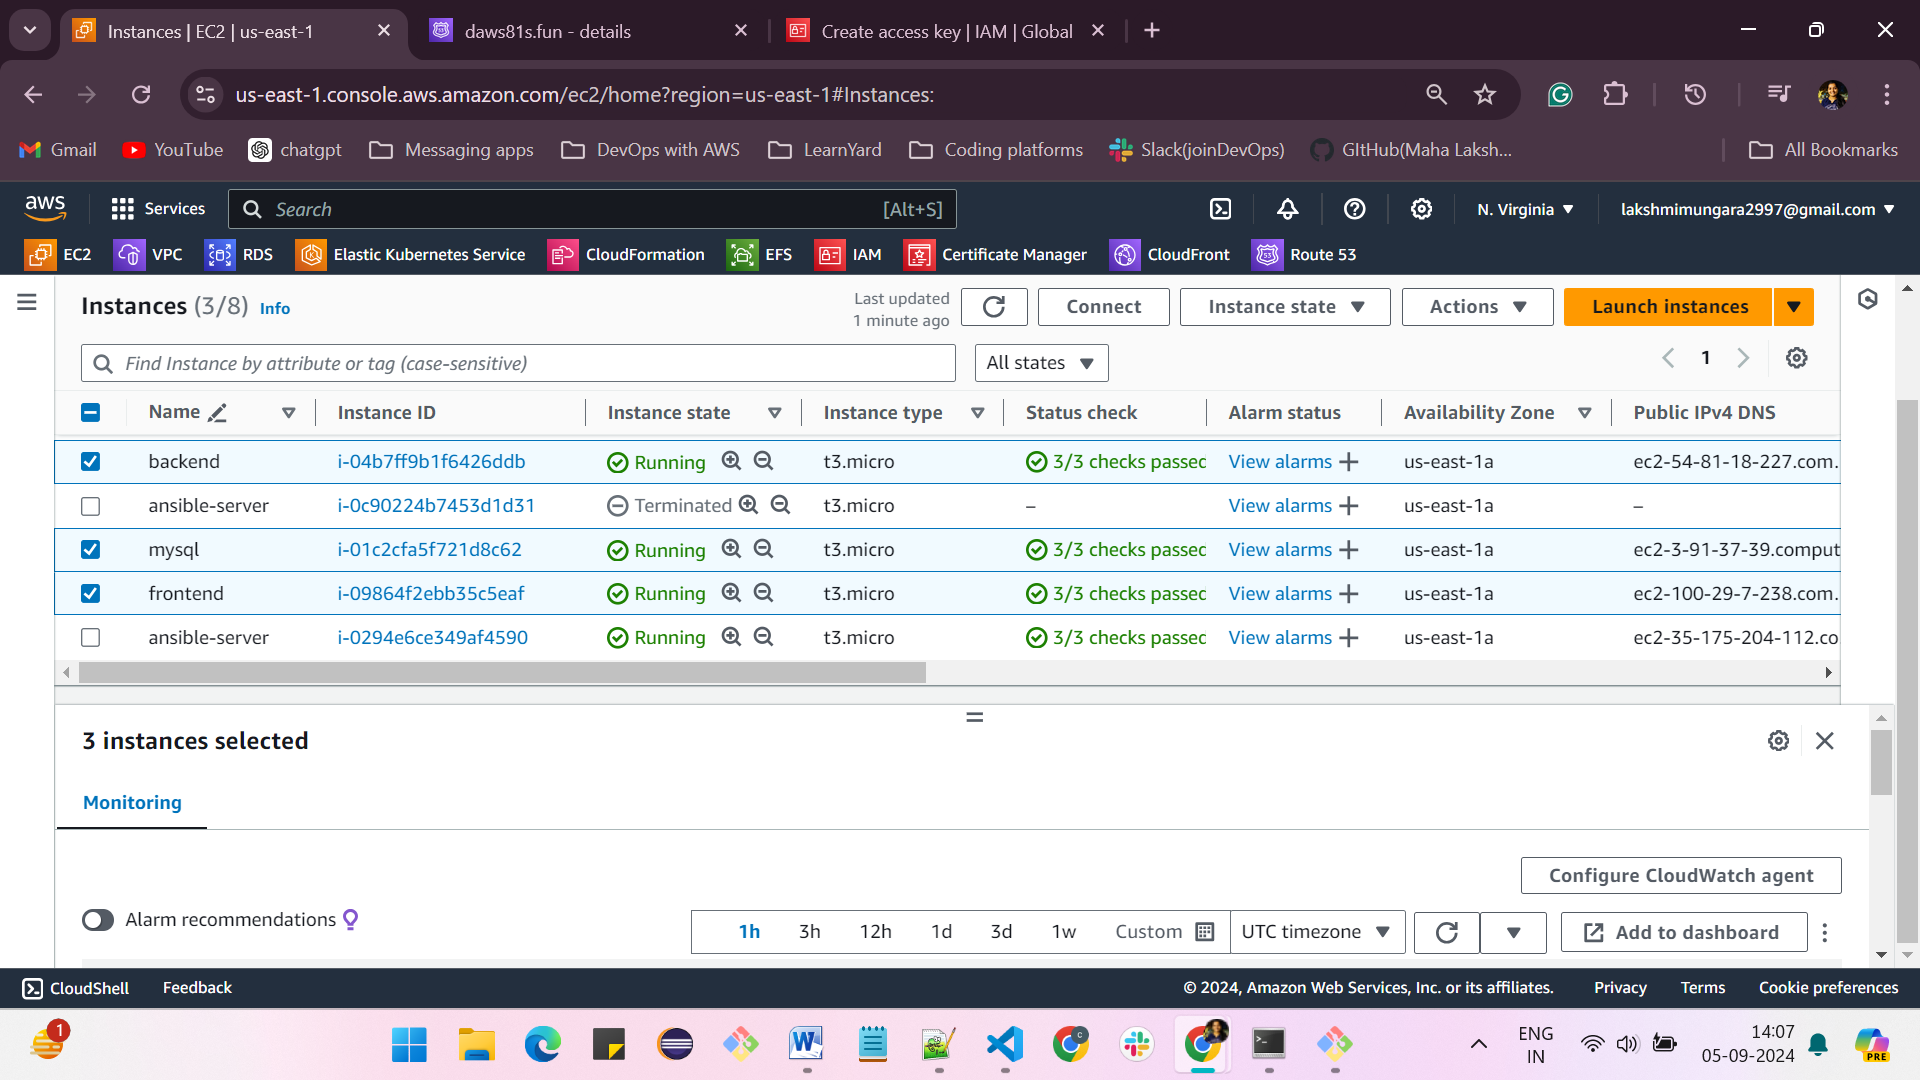 Instances | EC2 | us-east-1
daws81s.fun - details
Create access key | IAM | Global
us-east-1.console.aws.amazon.com/ec2/home?region=us-east-1#Instances:
Gmail
YouTube
chatgpt
Messaging apps
DevOps with AWS
LearnYard
Coding platforms
Slack(joinDevOps)
GItHub(Maha Laksh...
All Bookmarks
aws
Services
Search
[Alt+S]
N. Virginia
lakshmimungara2997@gmail.com
EC2
VPC
RDS
Elastic Kubernetes Service
CloudFormation
EFS
IAM
Certificate Manager
CloudFront
53
Route 53
Instances (3/8) Info
Last updated
1 minute ago
Connect
Instance state
Actions
Launch instances
Find Instance by attribute or tag (case-sensitive)
All states
1
Name Instance ID Instance state Instance type Status check Alarm status Availability Zone Public IPv4 DNS
backend i-04b7ff9b1f6426ddb Running t3.micro 3/3 checks passed View alarms us-east-1a ec2-54-81-18-227.com.
ansible-server i-0c90224b7453d1d31 Terminated t3.micro – View alarms us-east-1a –
mysql i-01c2cfa5f721d8c62 Running t3.micro 3/3 checks passed View alarms us-east-1a ec2-3-91-37-39.comput
frontend i-09864f2ebb35c5eaf Running t3.micro 3/3 checks passed View alarms us-east-1a ec2-100-29-7-238.com.
ansible-server i-0294e6ce349af4590 Running t3.micro 3/3 checks passed View alarms us-east-1a ec2-35-175-204-112.co
3 instances selected
Monitoring
Configure CloudWatch agent
Alarm recommendations
1h 3h 12h 1d 3d 1w Custom
UTC timezone
Add to dashboard
CloudShell
Feedback
© 2024, Amazon Web Services, Inc. or its affiliates.
Privacy
Terms
Cookie preferences
1
W
C
ENG
IN
14:07
05-09-2024
PRE